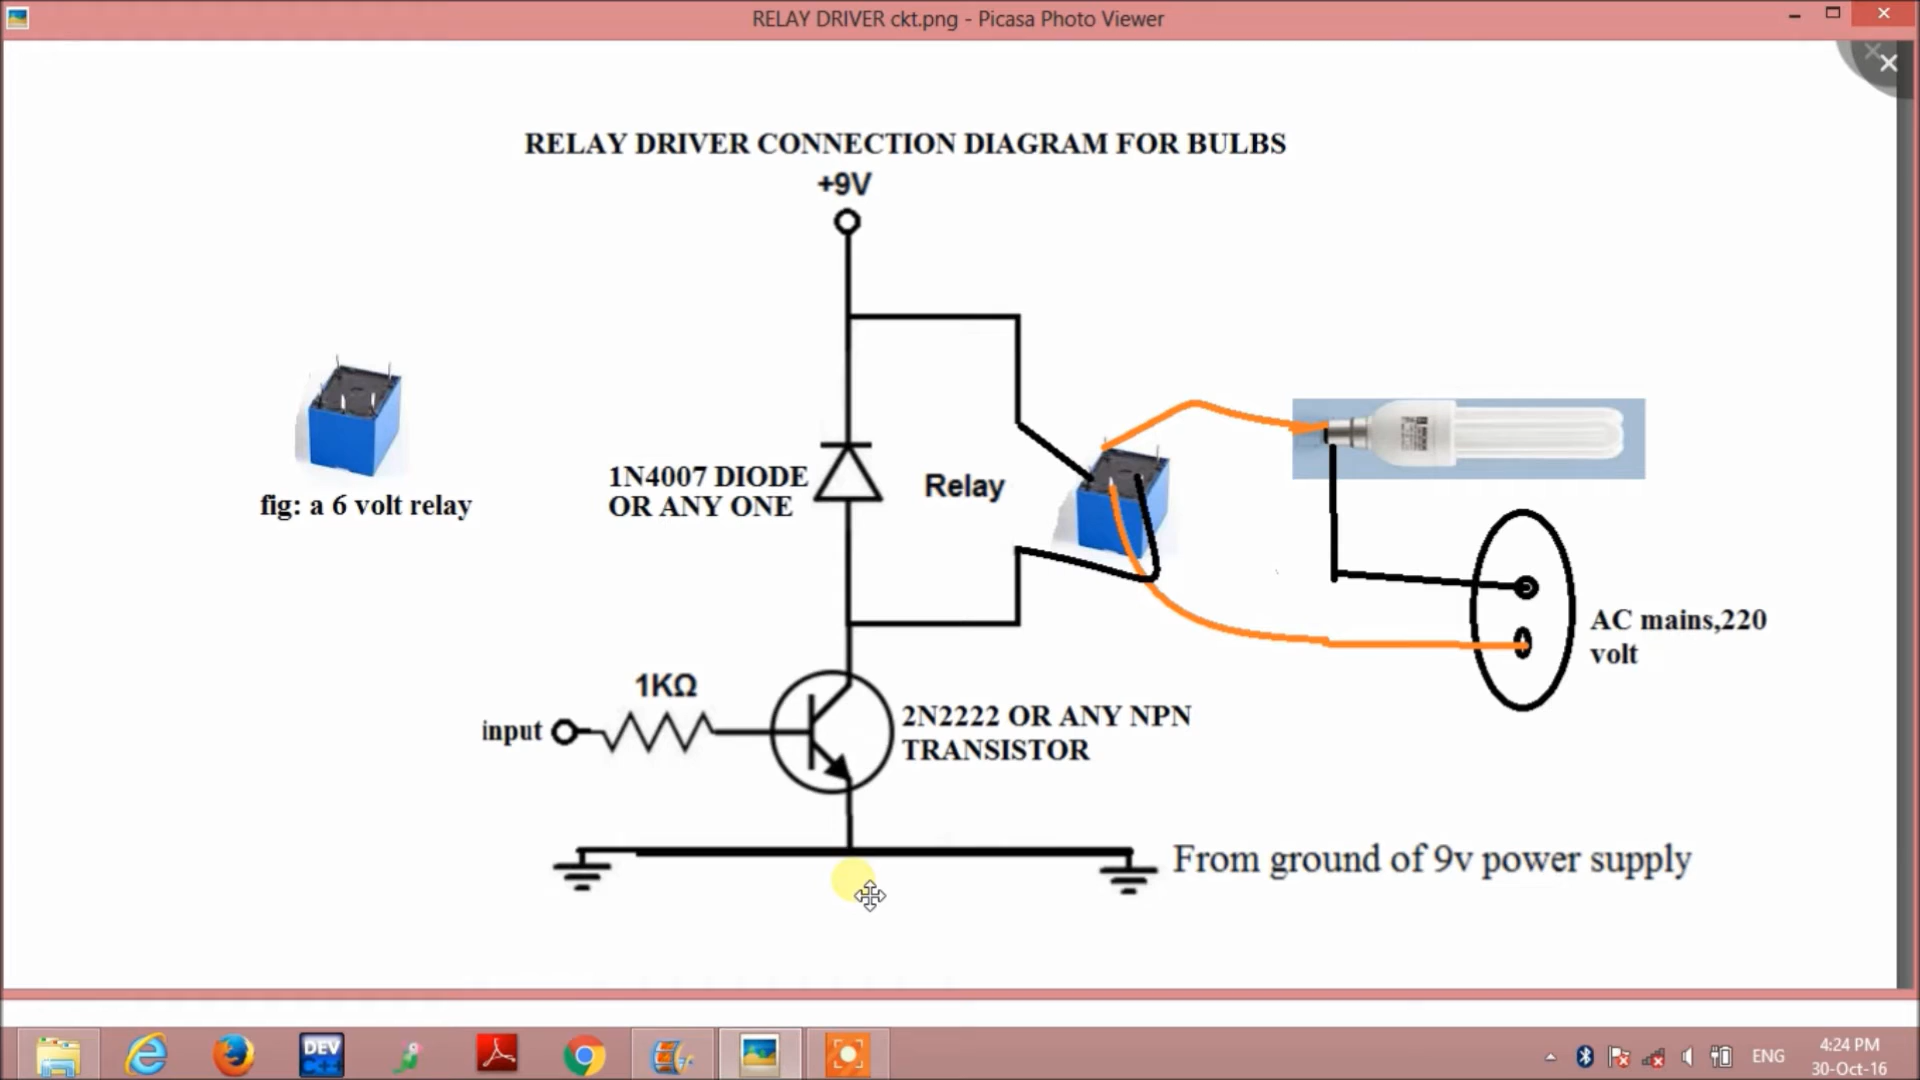 RELAY DRIVER ckt.png - Picasa Photo Viewer
RELAY DRIVER CONNECTION DIAGRAM FOR BULBS
+9V
1N4007 DIODE
OR ANY ONE
Relay
fig: a 6 volt relay
AC mains,220
volt
1KΩ
input
2N2222 OR ANY NPN
TRANSISTOR
From ground of 9v power supply
DEV
C++
ENG
4:24 PM
30-Oct-16